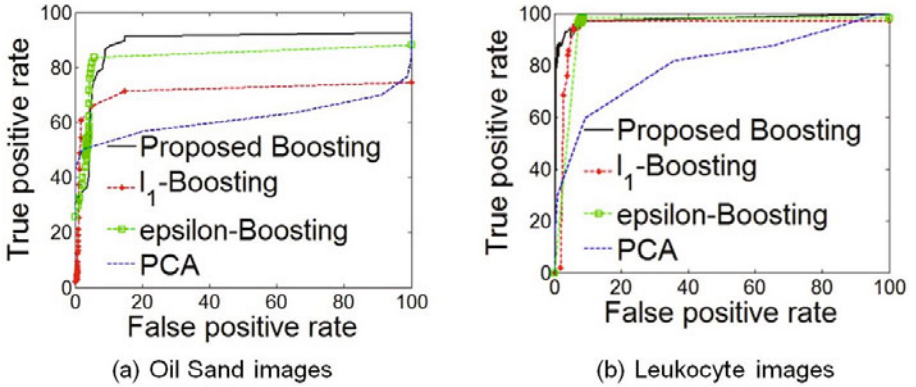 100
80
60
40
20
0
True positive rate
Proposed Boosting
l1-Boosting
epsilon-Boosting
PCA
0 20 40 60 80 100
False positive rate
(a) Oil Sand images
100
80
60
40
20
0
True positive rate
Proposed Boosting
l1-Boosting
epsilon-Boosting
PCA
0 20 40 60 80 100
False positive rate
(b) Leukocyte images